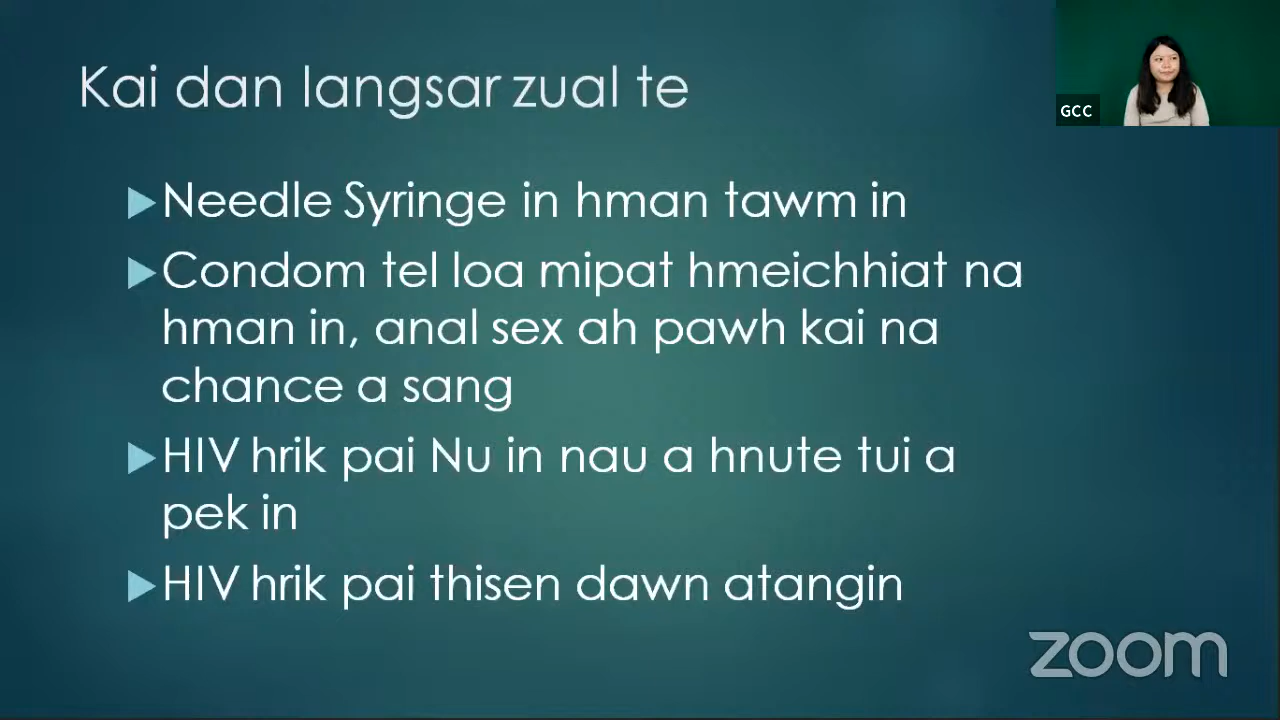 Kai dan langsar zual te
GCC
Needle Syringe in hman tawm in
Condom tel loa mipat hmeichhiat na
hman in, anal sex ah pawh kai na
chance a sang
HIV hrik pai Nu in nau a hnute tui a
pek in
HIV hrik pai thisen dawn atangin
zoom